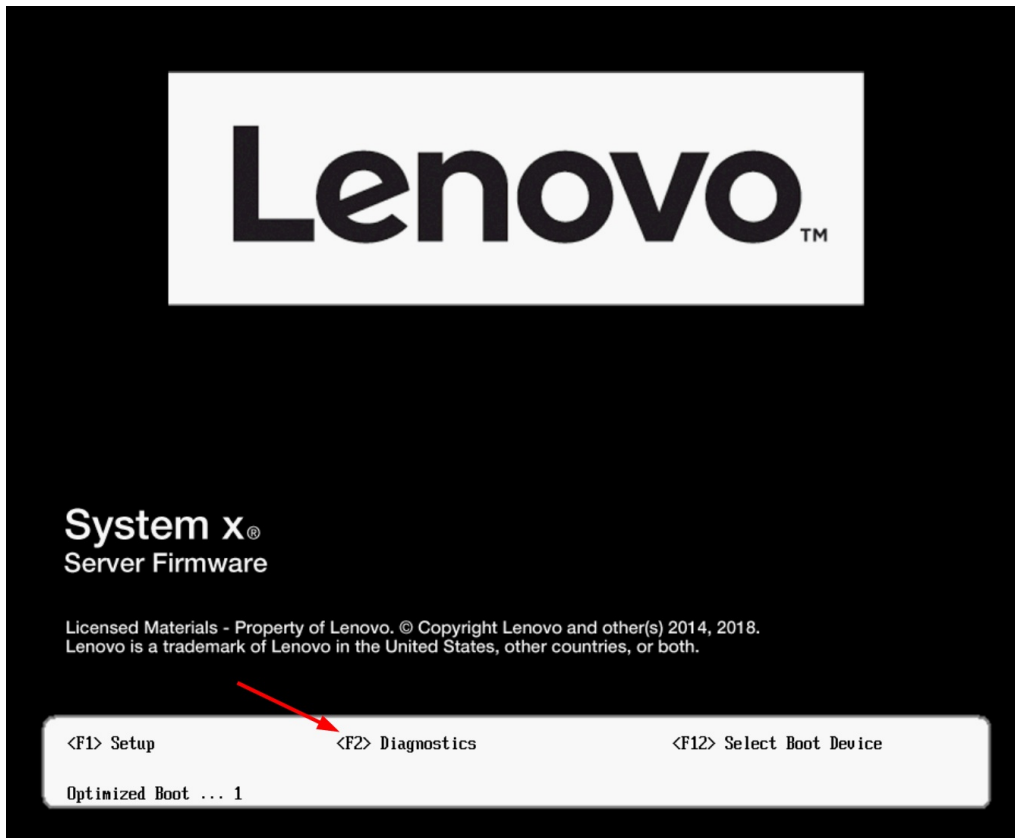 Lenovo™
System x®
Server Firmware
Licensed Materials - Property of Lenovo. © Copyright Lenovo and other(s) 2014, 2018.
Lenovo is a trademark of Lenovo in the United States, other countries, or both.
<F1> Setup <F2> Diagnostics <F12> Select Boot Device
Optimized Boot ... 1